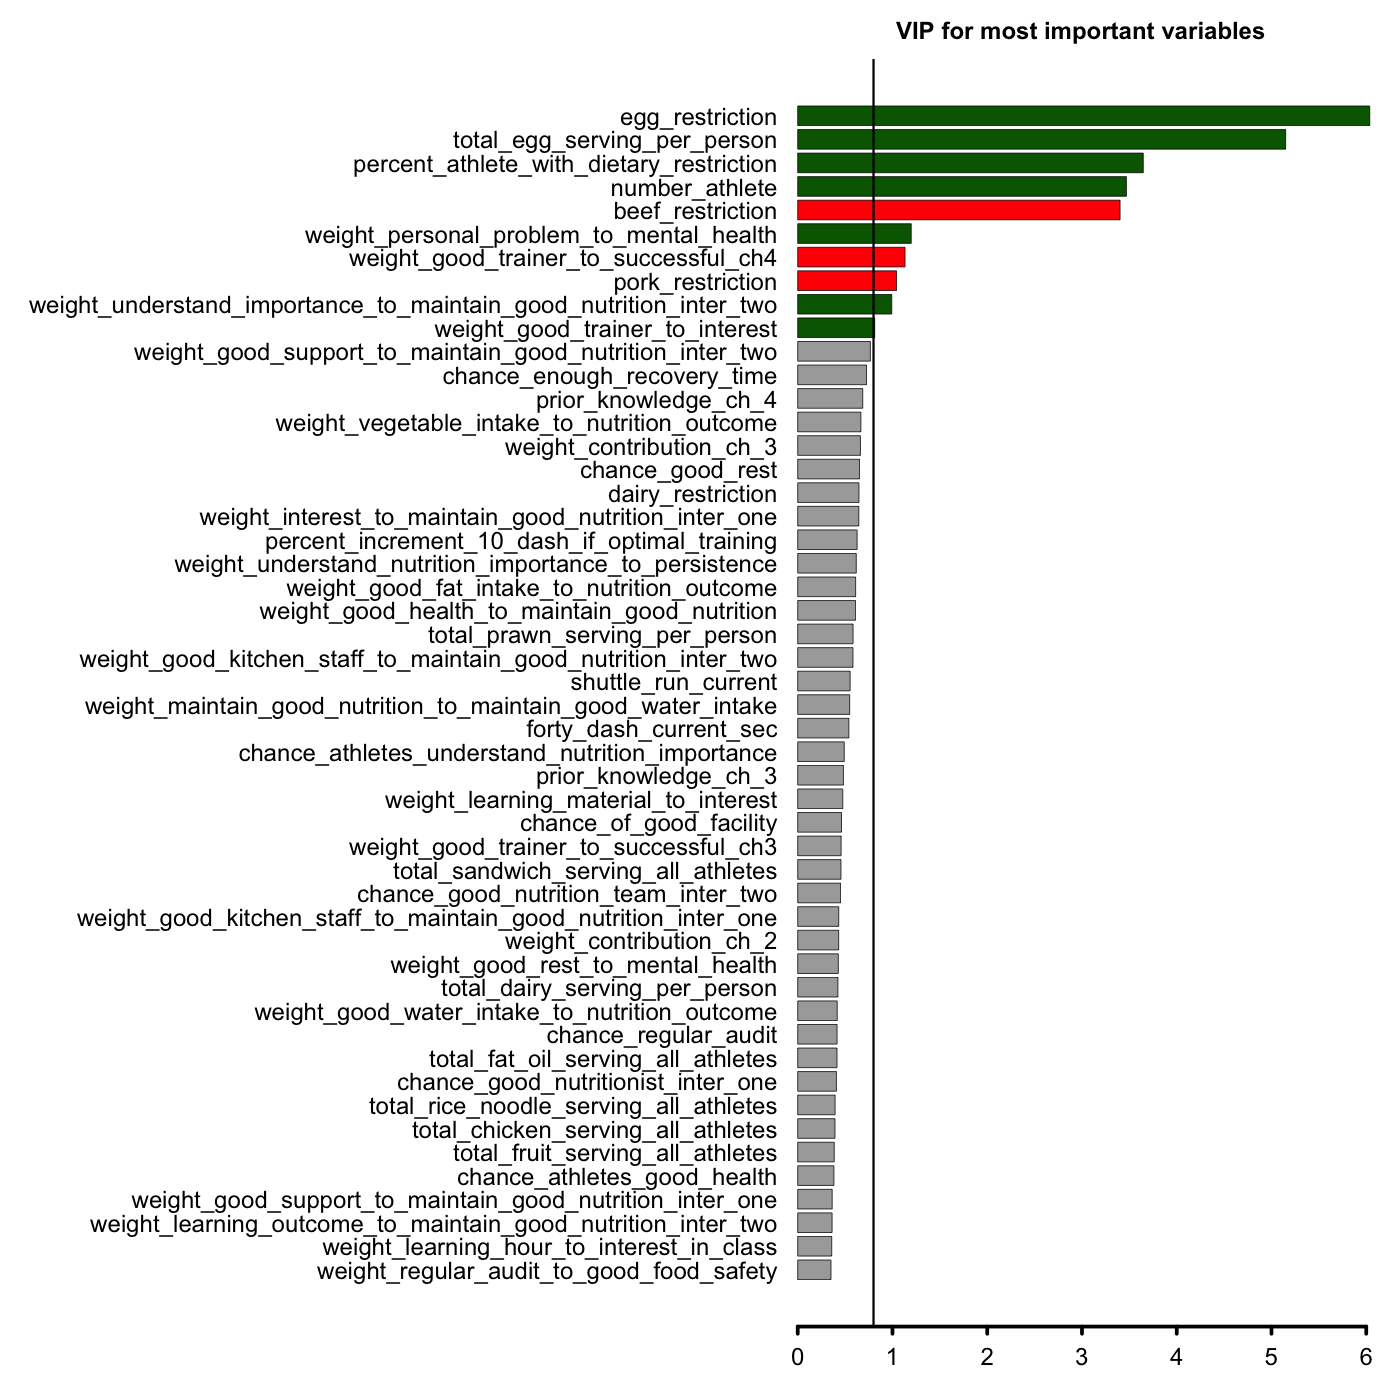 VIP for most important variables
egg_restriction
total_egg_serving_per_person
percent_athlete_with_dietary_restriction
number_athlete
beef_restriction
weight_personal_problem_to_mental_health
weight_good_trainer_to_successful_ch4
pork_restriction
weight_understand_importance_to_maintain_good_nutrition_inter_two
weight_good_trainer_to_interest
weight_good_support_to_maintain_good_nutrition_inter_two
chance_enough_recovery_time
prior_knowledge_ch_4
weight_vegetable_intake_to_nutrition_outcome
weight_contribution_ch_3
chance_good_rest
dairy_restriction
weight_interest_to_maintain_good_nutrition_inter_one
percent_increment_10_dash_if_optimal_training
weight_understand_nutrition_importance_to_persistence
weight_good_fat_intake_to_nutrition_outcome
weight_good_health_to_maintain_good_nutrition
total_prawn_serving_per_person
weight_good_kitchen_staff_to_maintain_good_nutrition_inter_two
shuttle_run_current
weight_maintain_good_nutrition_to_maintain_good_water_intake
forty_dash_current_sec
chance_athletes_understand_nutrition_importance
prior_knowledge_ch_3
weight_learning_material_to_interest
chance_of_good_facility
weight_good_trainer_to_successful_ch3
total_sandwich_serving_all_athletes
chance_good_nutrition_team_inter_two
weight_good_kitchen_staff_to_maintain_good_nutrition_inter_one
weight_contribution_ch_2
weight_good_rest_to_mental_health
total_dairy_serving_per_person
weight_good_water_intake_to_nutrition_outcome
chance_regular_audit
total_fat_oil_serving_all_athletes
chance_good_nutritionist_inter_one
total_rice_noodle_serving_all_athletes
total_chicken_serving_all_athletes
total_fruit_serving_all_athletes
chance_athletes_good_health
weight_good_support_to_maintain_good_nutrition_inter_one
weight_learning_outcome_to_maintain_good_nutrition_inter_two
weight_learning_hour_to_interest_in_class
weight_regular_audit_to_good_food_safety
0 1 2 3 4 5 6